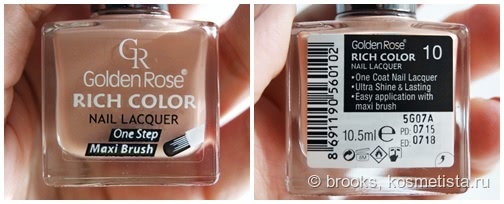 GR
Golden Rose®
RICH COLOR
NAIL LACQUER
One Step
Maxi Brush
Golden Rose®
RICH COLOR 10
NAIL LACQUER
•One Coat Nail Lacquer
•Ultra Shine & Lasting
•Easy application with
maxi brush
8 691190 560102
5G07A
10.5ml e
PD: 0715
ED: 0718
© brooks, kosmetista.ru